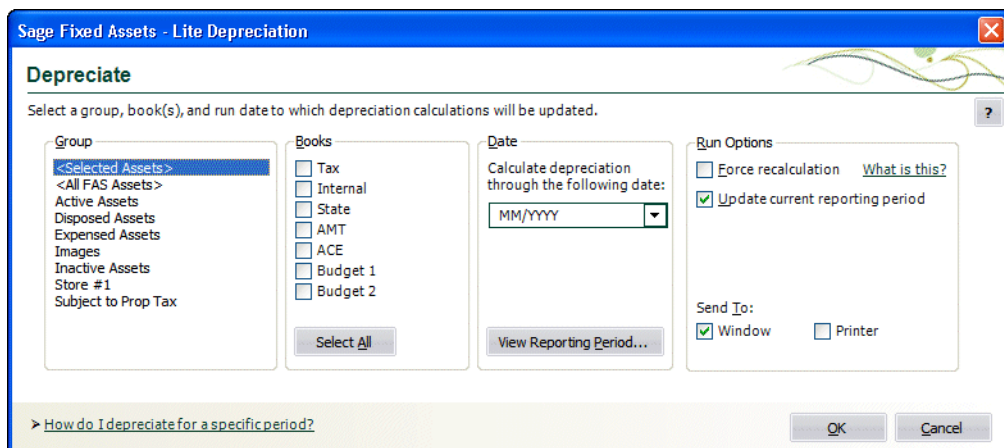 Sage Fixed Assets - Lite Depreciation
Depreciate
Select a group, book(s), and run date to which depreciation calculations will be updated.
?
Group
<Selected Assets>
<All FAS Assets>
Active Assets
Disposed Assets
Expensed Assets
Images
Inactive Assets
Store #1
Subject to Prop Tax
Books
Tax
Internal
State
AMT
ACE
Budget 1
Budget 2
Select All
Date
Calculate depreciation
through the following date:
MM/YYYY
View Reporting Period...
Run Options
Force recalculation What is this?
Update current reporting period
Send To:
Window Printer
➤ How do I depreciate for a specific period?
OK Cancel